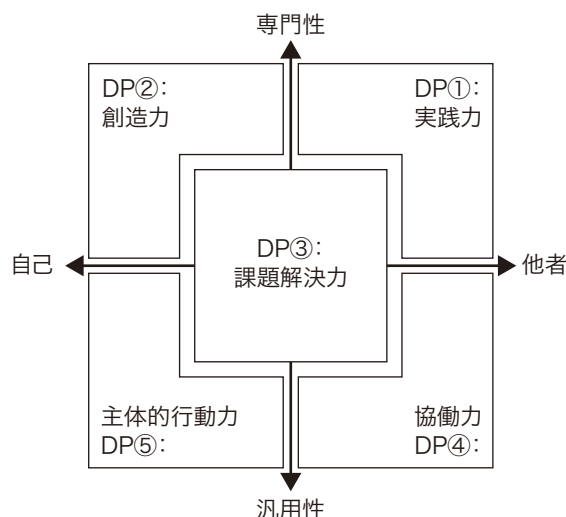 専門性
DP②:
創造力
DP①:
実践力
自己
DP③:
課題解決力
他者
主体的行動力
DP⑤:
協働力
DP④:
汎用性